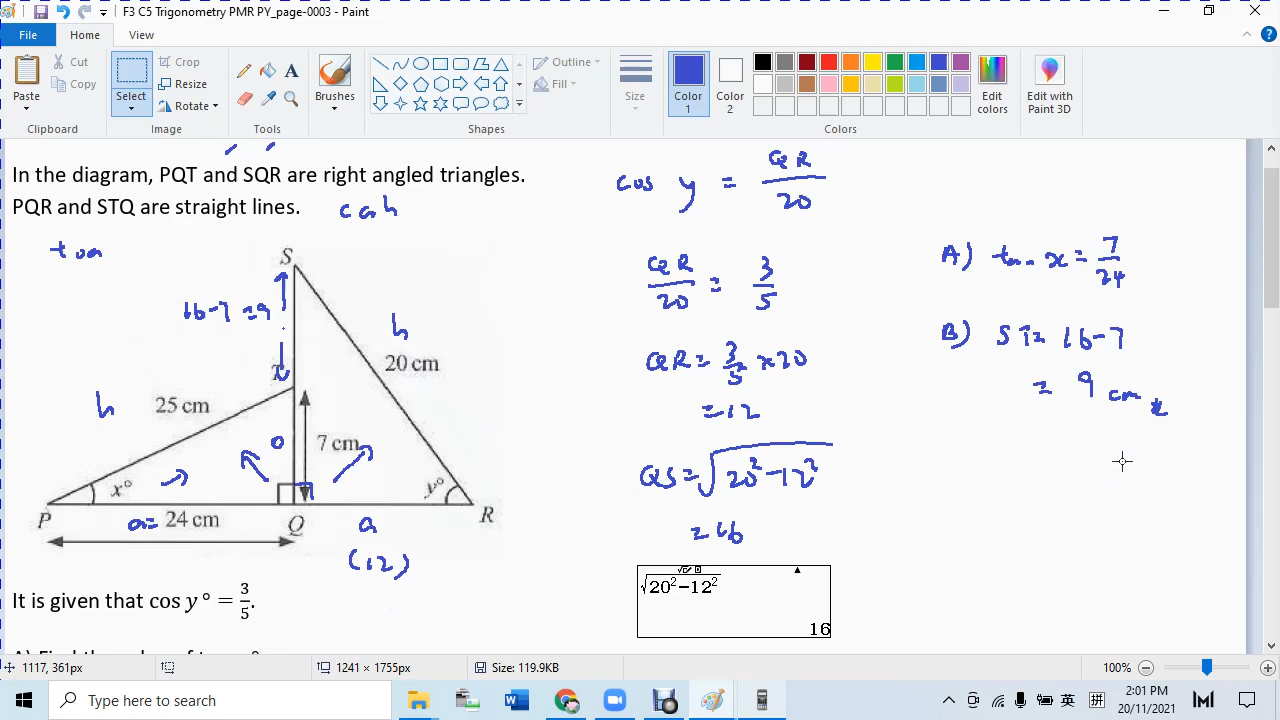 F3 C5 Trigonometry PMR PY_page-0003 - Paint
File Home View
Paste
Cut
Copy
Clipboard
Select
Crop
Resize
Rotate
Image
A
Tools
Brushes
Shapes
Outline
Fill
Size
Color 1
Color 2
Colors
Edit colors
Edit with Paint 3D
In the diagram, PQT and SQR are right angled triangles.
PQR and STQ are straight lines.
cah
toa
S
16-7=9
h
20 cm
T
h
25 cm
o
7 cm
x°
y°
P
a=
24 cm
Q
a
R
(12)
It is given that cos y° = 3/5.
cos y = QR/20
QR/20 = 3/5
QR = 3/5 x 20
=12
QS = √20²-12²
=16
√20²−12²
16
A) tan x = 7/24
B) ST= 16-7
= 9 cm
1117, 361px
1241 × 1755px
Size: 119.9KB
100%
Type here to search
英
拼
2:01 PM
20/11/2021